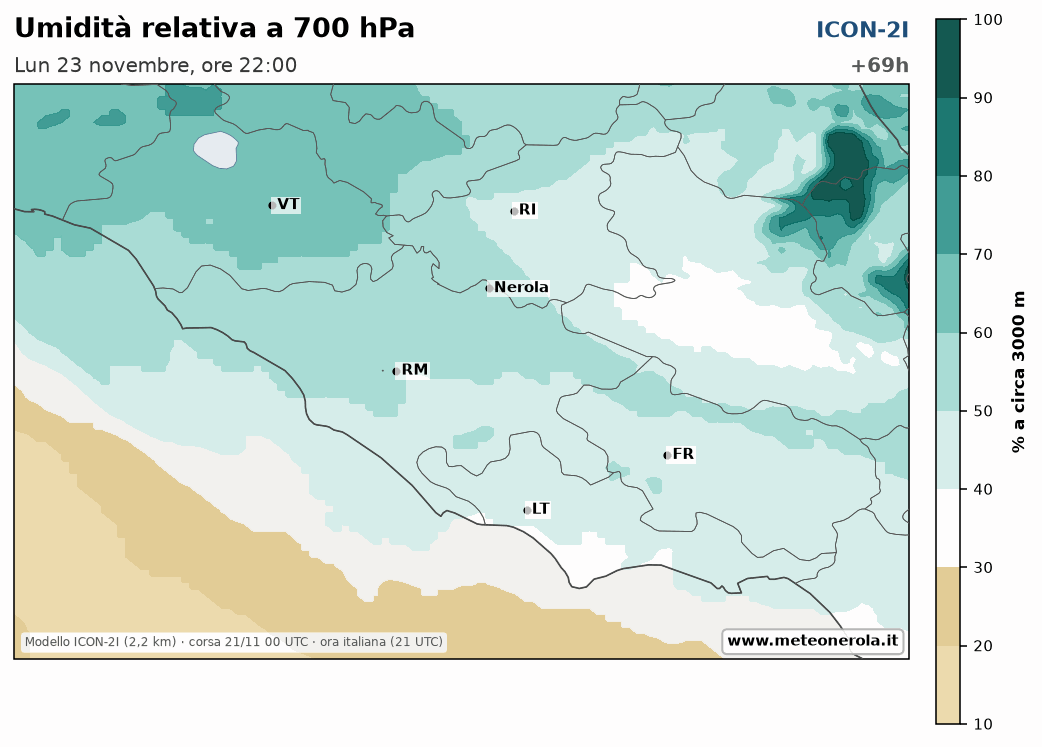 Umidità relativa a 700 hPa
ICON-2I
Lun 23 novembre, ore 22:00
+69h
100
90
80
70
60
50
40
30
20
10
% a circa 3000 m
VT
RI
Nerola
RM
FR
LT
Modello ICON-2I (2,2 km) · corsa 21/11 00 UTC · ora italiana (21 UTC)
www.meteonerola.it